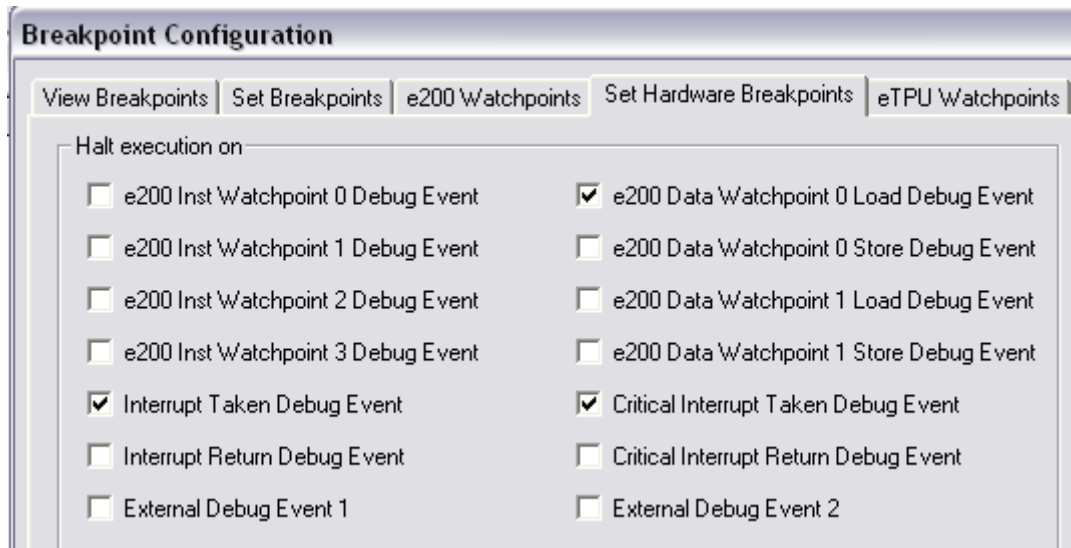 Breakpoint Configuration
View Breakpoints Set Breakpoints e200 Watchpoints Set Hardware Breakpoints eTPU Watchpoints
Halt execution on
e200 Inst Watchpoint 0 Debug Event e200 Data Watchpoint 0 Load Debug Event
e200 Inst Watchpoint 1 Debug Event e200 Data Watchpoint 0 Store Debug Event
e200 Inst Watchpoint 2 Debug Event e200 Data Watchpoint 1 Load Debug Event
e200 Inst Watchpoint 3 Debug Event e200 Data Watchpoint 1 Store Debug Event
Interrupt Taken Debug Event Critical Interrupt Taken Debug Event
Interrupt Return Debug Event Critical Interrupt Return Debug Event
External Debug Event 1 External Debug Event 2